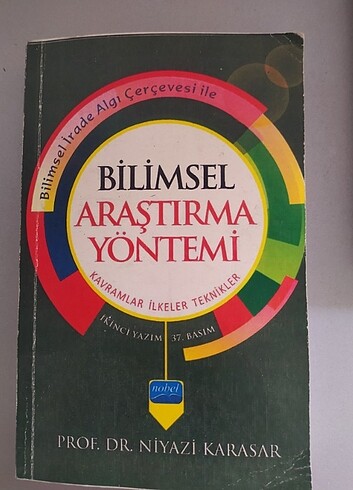 Bilimsel İrade Algı Çerçevesi ile
BİLİMSEL
ARAŞTIRMA
YÖNTEMİ
KAVRAMLAR İLKELER TEKNİKLER
İKİNCİ YAZIM 37. BASIM
nobel
PROF. DR. NİYAZİ KARASAR